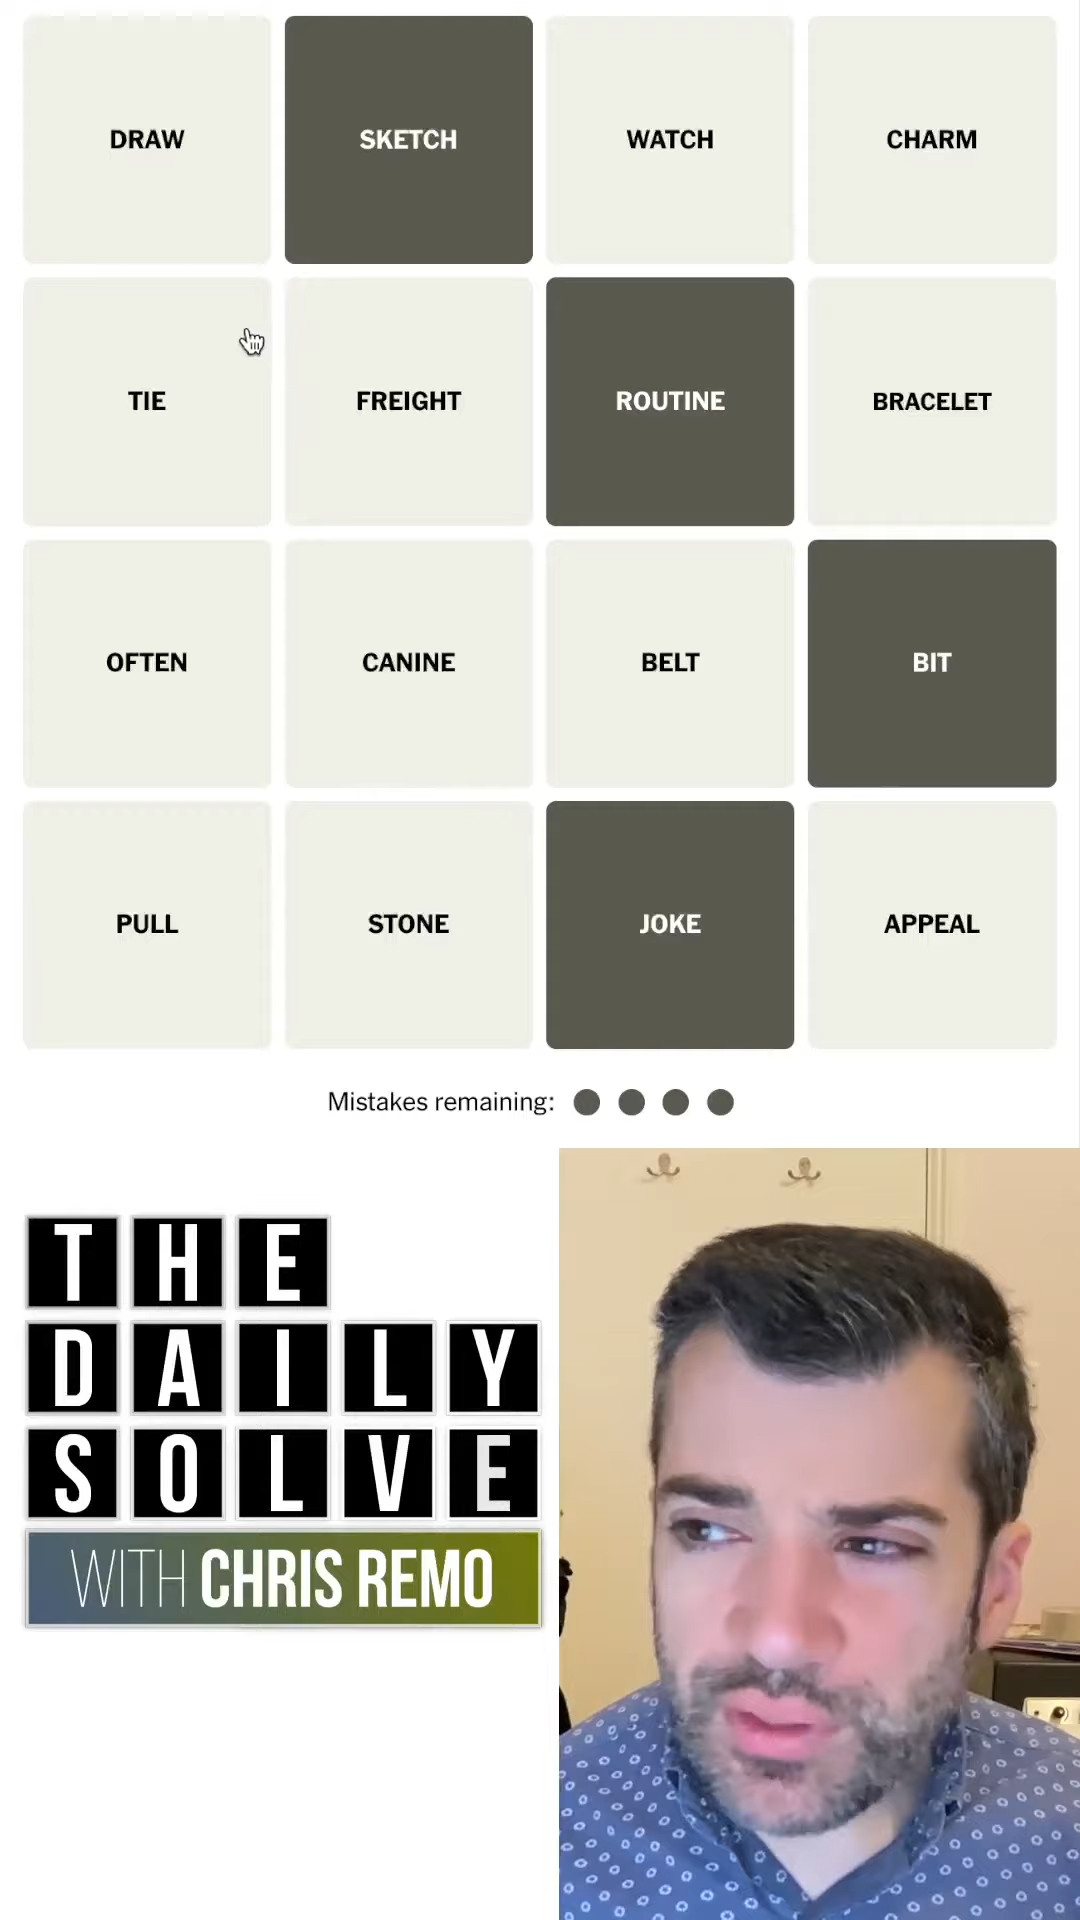 DRAW SKETCH WATCH CHARM
TIE FREIGHT ROUTINE BRACELET
OFTEN CANINE BELT BIT
PULL STONE JOKE APPEAL
Mistakes remaining:
THE
DAILY
SOLVE
WITH CHRIS REMO